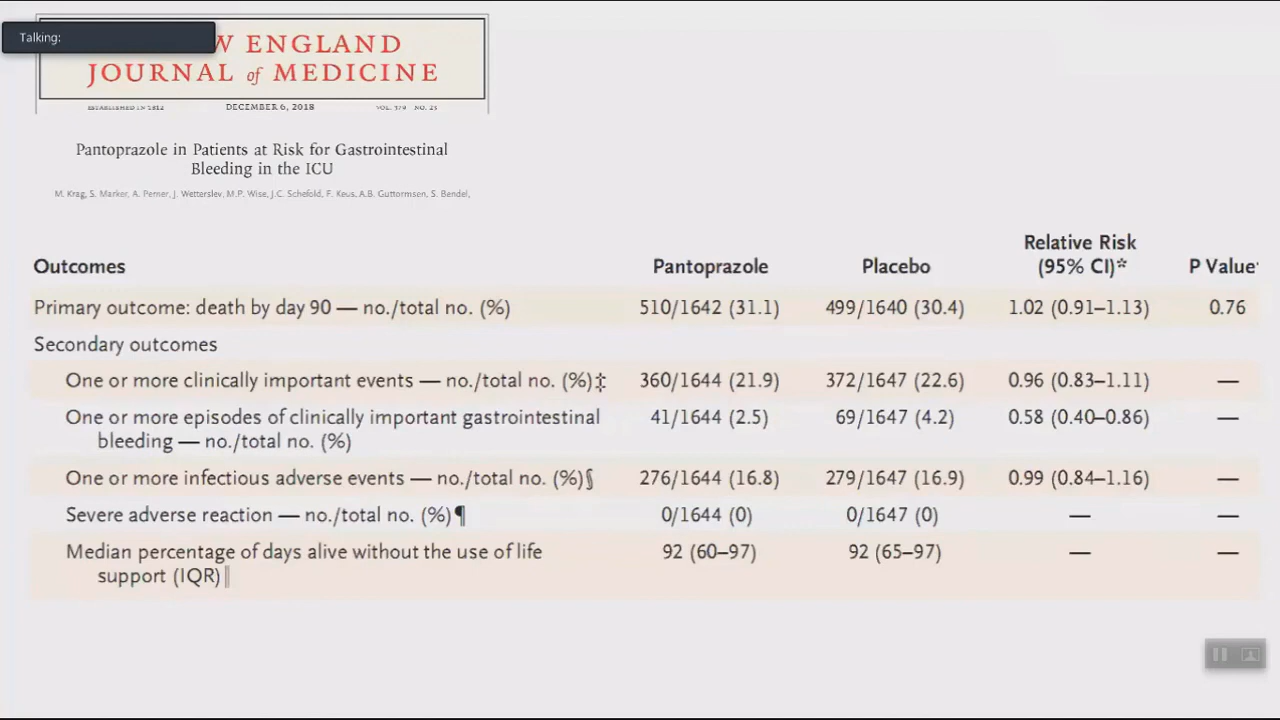 Talking:
W ENGLAND
JOURNAL of MEDICINE
ESTABLISHED IN 1812 DECEMBER 6, 2018 VOL. 379 NO. 23
Pantoprazole in Patients at Risk for Gastrointestinal
Bleeding in the ICU
M. Krag, S. Marker, A. Perner, J. Wetterslev, M.P. Wise, J.C. Schefold, F. Keus, A.B. Guttormsen, S. Bendel,
Relative Risk
Outcomes Pantoprazole Placebo (95% CI)* P Value
Primary outcome: death by day 90 — no./total no. (%) 510/1642 (31.1) 499/1640 (30.4) 1.02 (0.91–1.13) 0.76
Secondary outcomes
One or more clinically important events — no./total no. (%)‡ 360/1644 (21.9) 372/1647 (22.6) 0.96 (0.83–1.11) —
One or more episodes of clinically important gastrointestinal 41/1644 (2.5) 69/1647 (4.2) 0.58 (0.40–0.86) —
bleeding — no./total no. (%)
One or more infectious adverse events — no./total no. (%)§ 276/1644 (16.8) 279/1647 (16.9) 0.99 (0.84–1.16) —
Severe adverse reaction — no./total no. (%)¶ 0/1644 (0) 0/1647 (0) — —
Median percentage of days alive without the use of life 92 (60–97) 92 (65–97) — —
support (IQR)‖